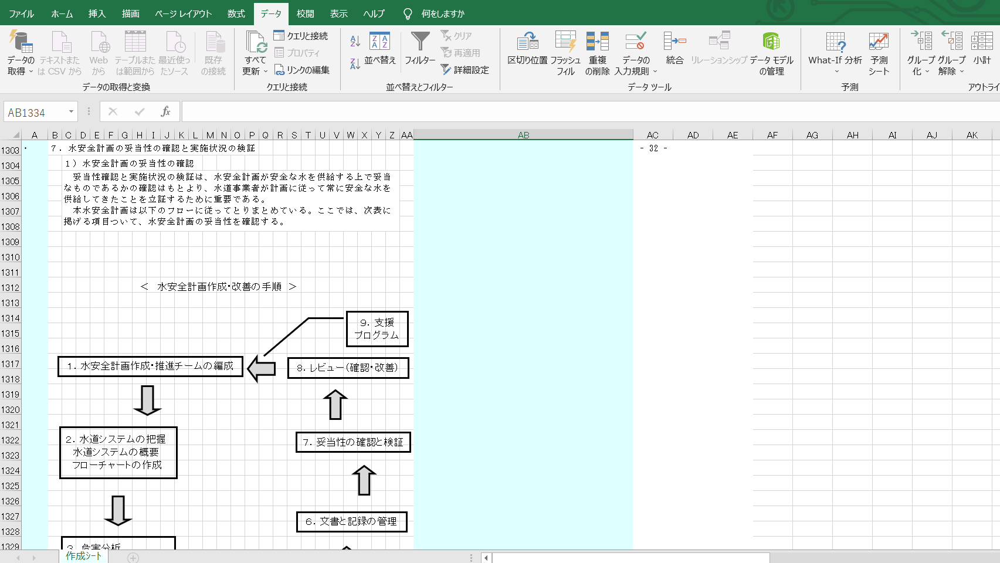 ファイル ホーム 挿入 描画 ページ レイアウト 数式 データ 校閲 表示 ヘルプ 何をしますか
データの取得
テキストまたは CSV から
Web から
テーブルまたは範囲から
最近使ったソース
既存の接続
データの取得と変換
すべて更新
クエリと接続
プロパティ
リンクの編集
クエリと接続
並べ替え
フィルター
クリア
再適用
詳細設定
並べ替えとフィルター
区切り位置
フラッシュ フィル
重複の削除
データの入力規則
統合
リレーションシップ
データ モデルの管理
データ ツール
What-If 分析
予測シート
予測
グループ化
グループ解除
小計
アウトライ
AB1334
fx
A B C D E F G H I J K L M N O P Q R S T U V W X Y Z AA AB AC AD AE AF AG AH AI AJ AK
1303 ７．水安全計画の妥当性の確認と実施状況の検証 - 32 -
1304 １）水安全計画の妥当性の確認
1305 妥当性確認と実施状況の検証は、水安全計画が安全な水を供給する上で妥当
なものであるかの確認はもとより、水道事業者が計画に従って常に安全な水を
1306 供給してきたことを立証するために重要である。
1307 本水安全計画は以下のフローに従ってとりまとめている。ここでは、次表に
1308 掲げる項目ついて、水安全計画の妥当性を確認する。
1309
1310
1311
1312 ＜ 水安全計画作成・改善の手順 ＞
1313
1314 ９．支援
1315 プログラム
1316
1317 １．水安全計画作成・推進チームの編成 ８．レビュー（確認・改善）
1318
1319
1320
1321
1322 ２．水道システムの把握 ７．妥当性の確認と検証
1323 水道システムの概要
1324 フローチャートの作成
1325
1326
1327 ６．文書と記録の管理
1328
1329 ３．危害分析
作成シート